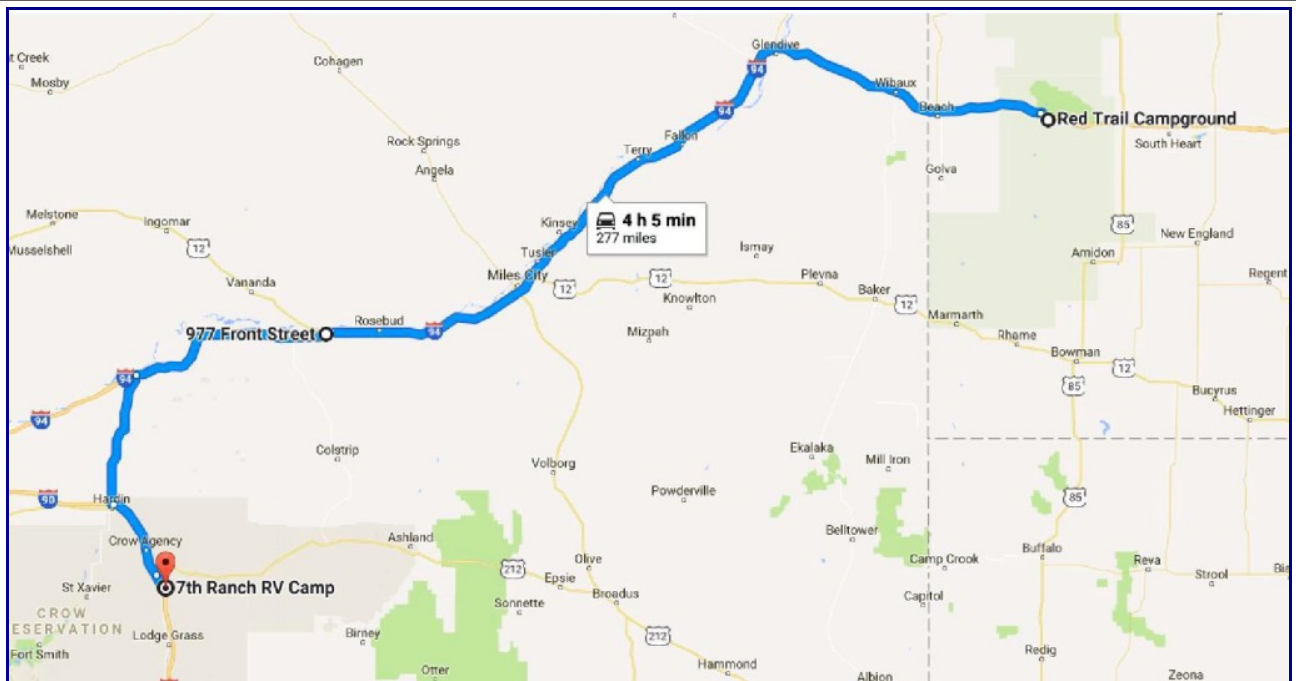 Glendive
t Creek
Cohagen
94
Mosby
Wibaux
94
Beach
Red Trail Campground
Fallon
South Heart
Rock Springs
Terry
Angela
Golva
Melstone
Ingomar
Kinsey
4 h 5 min
277 miles
85
New England
12
Musselshell
Ismay
Amidon
Tusler
Miles City
12
12
Plevna
Regent
Vananda
Knowlton
Baker
12
Marmarth
977 Front Street
Rosebud
94
Mizpah
Rhame
Bowman
12
94
85
Bucyrus
Hettinger
94
Colstrip
Volborg
Ekalaka
Mill Iron
Powderville
90
Hardin
85
Crow Agency
Ashland
Belltower
Buffalo
Camp Crook
Reva
Bis
212
Olive
Epsie
Strool
St Xavier
7th Ranch RV Camp
Broadus
Sonnette
Capitol
CROW
ESERVATION
Lodge Grass
Birney
212
Fort Smith
Redig
Otter
Hammond
Albion
Zeona